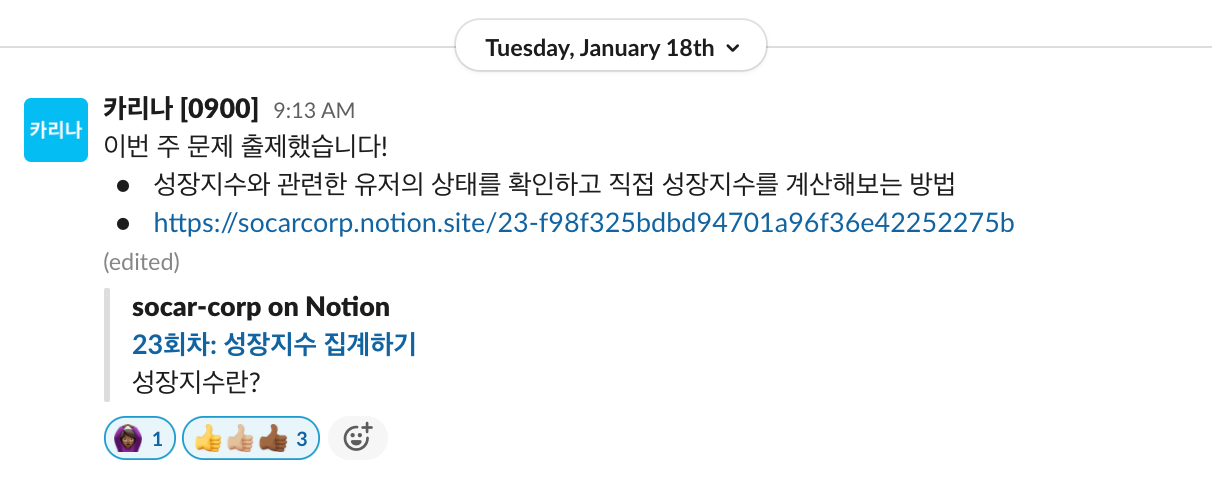 Tuesday, January 18th
카리나
카리나 [0900] 9:13 AM
이번 주 문제 출제했습니다!
성장지수와 관련한 유저의 상태를 확인하고 직접 성장지수를 계산해보는 방법
https://socarcorp.notion.site/23-f98f325bdbd94701a96f36e42252275b
(edited)
socar-corp on Notion
23회차: 성장지수 집계하기
성장지수란?
1 3